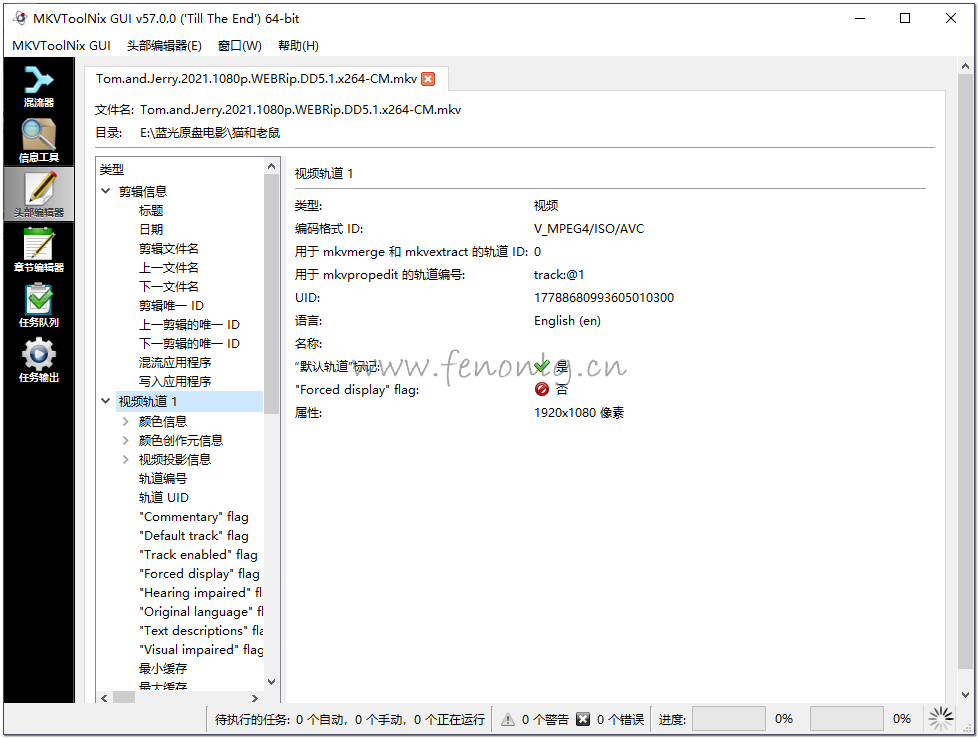 MKVToolNix GUI v57.0.0 ('Till The End') 64-bit
MKVToolNix GUI 头部编辑器(E) 窗口(W) 帮助(H)
混流器
信息工具
头部编辑器
章节编辑器
任务队列
任务输出
Tom.and.Jerry.2021.1080p.WEBRip.DD5.1.x264-CM.mkv
文件名: Tom.and.Jerry.2021.1080p.WEBRip.DD5.1.x264-CM.mkv
目录: E:\蓝光原盘电影\猫和老鼠
类型
剪辑信息
标题
日期
剪辑文件名
上一文件名
下一文件名
剪辑唯一 ID
上一剪辑的唯一 ID
下一剪辑的唯一 ID
混流应用程序
写入应用程序
视频轨道 1
颜色信息
颜色创作元信息
视频投影信息
轨道编号
轨道 UID
"Commentary" flag
"Default track" flag
"Track enabled" flag
"Forced display" flag
"Hearing impaired" fl
"Original language" fl
"Text descriptions" fla
"Visual impaired" flag
最小缓存
最大缓存
视频轨道 1
类型: 视频
编码格式 ID: V_MPEG4/ISO/AVC
用于 mkvmerge 和 mkvextract 的轨道 ID: 0
用于 mkvpropedit 的轨道编号: track:@1
UID: 17788680993605010300
语言: English (en)
名称:
“默认轨道”标记: 是
"Forced display" flag: 否
属性: 1920x1080 像素
www.fenonly.cn
待执行的任务: 0 个自动, 0 个手动, 0 个正在运行 0 个警告 0 个错误 进度: 0% 0%